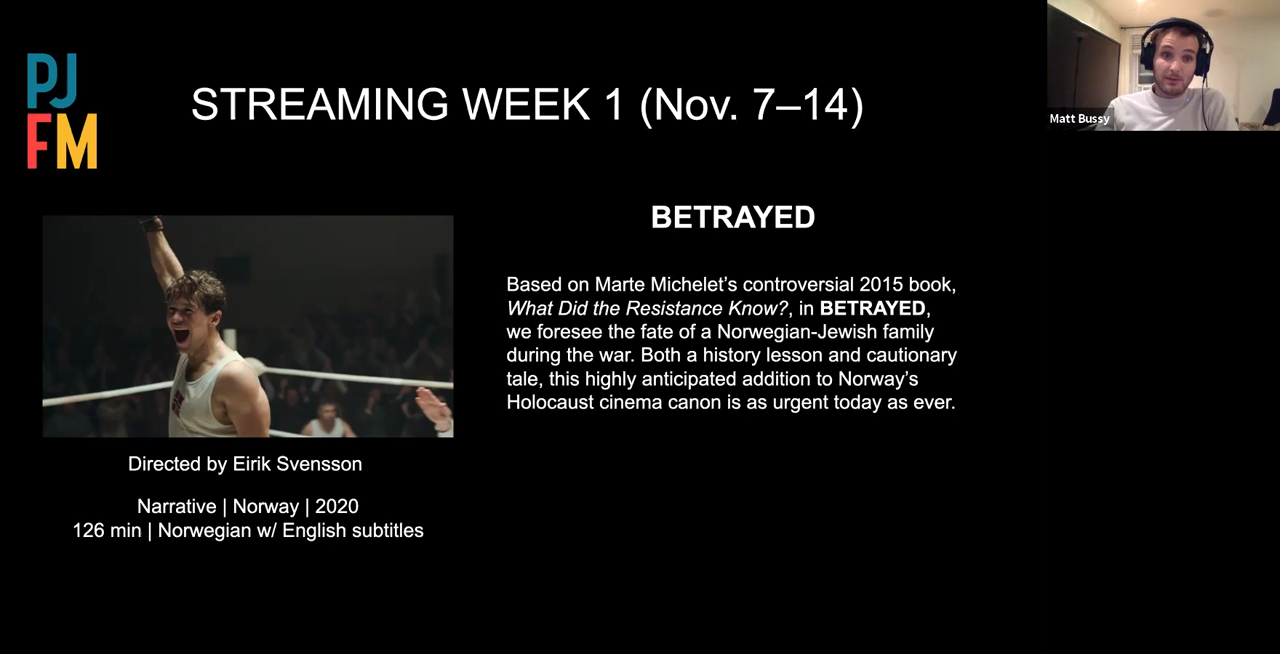 PJ
FM
STREAMING WEEK 1 (Nov. 7–14)
Matt Bussy
BETRAYED
Based on Marte Michelet’s controversial 2015 book,
What Did the Resistance Know?, in BETRAYED,
we foresee the fate of a Norwegian-Jewish family
during the war. Both a history lesson and cautionary
tale, this highly anticipated addition to Norway’s
Holocaust cinema canon is as urgent today as ever.
Directed by Eirik Svensson
Narrative | Norway | 2020
126 min | Norwegian w/ English subtitles